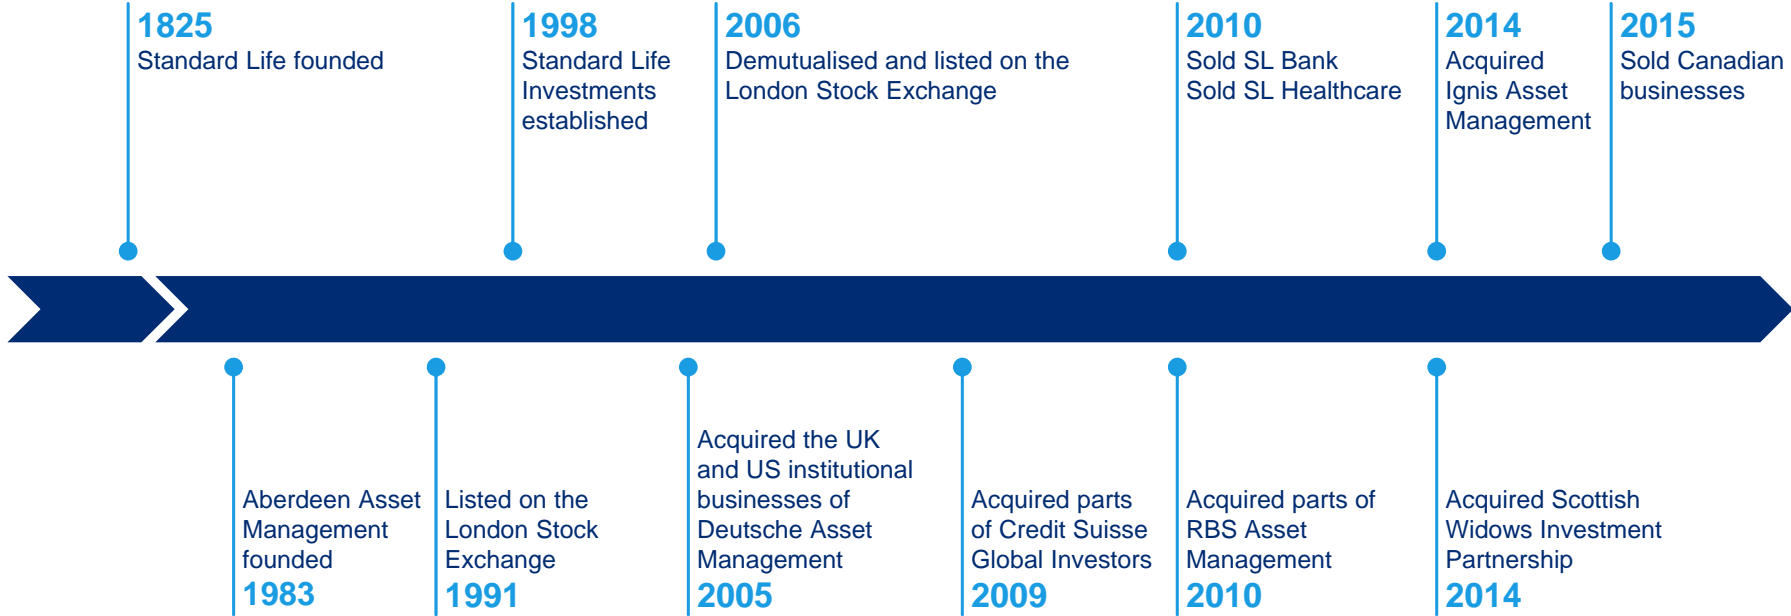 1825
Standard Life founded
1998
Standard Life
Investments
established
2006
Demutualised and listed on the
London Stock Exchange
2010
Sold SL Bank
Sold SL Healthcare
2014
Acquired
Ignis Asset
Management
2015
Sold Canadian
businesses
Aberdeen Asset
Management
founded
1983
Listed on the
London Stock
Exchange
1991
Acquired the UK
and US institutional
businesses of
Deutsche Asset
Management
2005
Acquired parts
of Credit Suisse
Global Investors
2009
Acquired parts of
RBS Asset
Management
2010
Acquired Scottish
Widows Investment
Partnership
2014